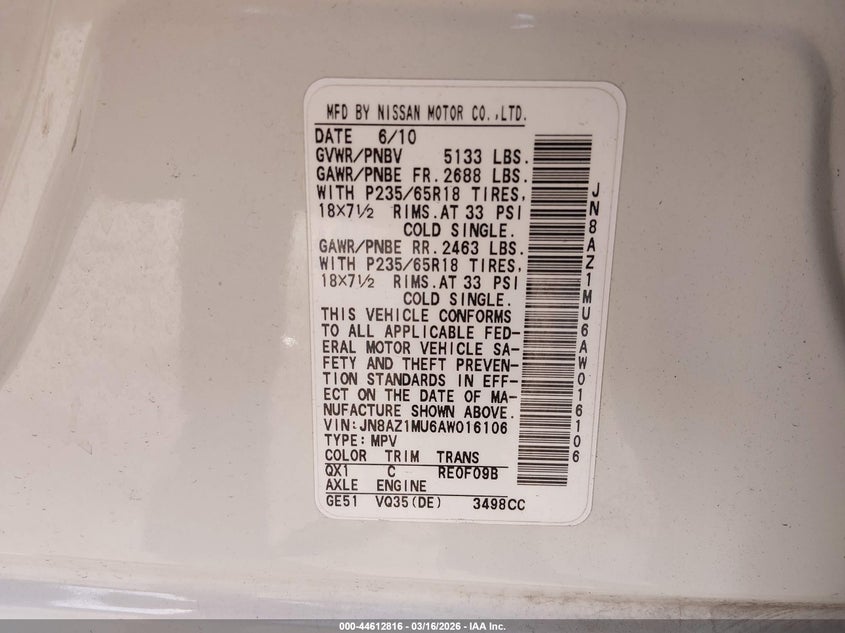 MFD BY NISSAN MOTOR CO.,LTD.
DATE 6/10
GVWR/PNBV 5133 LBS.
GAWR/PNBE FR. 2688 LBS.
WITH P235/65R18 TIRES,
18×7½ RIMS.AT 33 PSI
COLD SINGLE.
GAWR/PNBE RR. 2463 LBS.
WITH P235/65R18 TIRES,
18×7½ RIMS.AT 33 PSI
COLD SINGLE.
THIS VEHICLE CONFORMS
TO ALL APPLICABLE FED-
ERAL MOTOR VEHICLE SA-
FETY AND THEFT PREVEN-
TION STANDARDS IN EFF-
ECT ON THE DATE OF MA-
NUFACTURE SHOWN ABOVE.
VIN:JN8AZ1MU6AW016106
TYPE:MPV
COLOR TRIM TRANS
QX1 C RE0F09B
AXLE ENGINE
GE51 VQ35(DE) 3498CC
JN8AZ1MU6AW016106
000-44612816 - 03/16/2026 - IAA Inc.